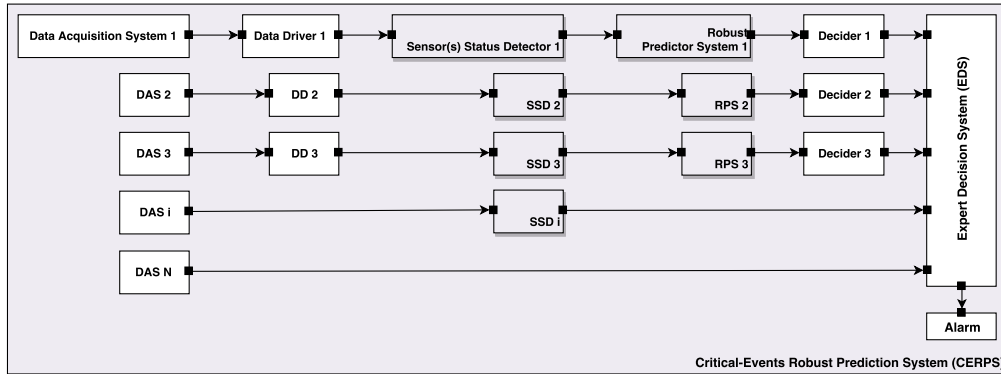 Data Acquisition System 1
Data Driver 1
Sensor(s) Status Detector 1
Robust
Predictor System 1
Decider 1
DAS 2
DD 2
SSD 2
RPS 2
Decider 2
DAS 3
DD 3
SSD 3
RPS 3
Decider 3
DAS i
SSD i
DAS N
Expert Decision System (EDS)
Alarm
Critical-Events Robust Prediction System (CERPS)